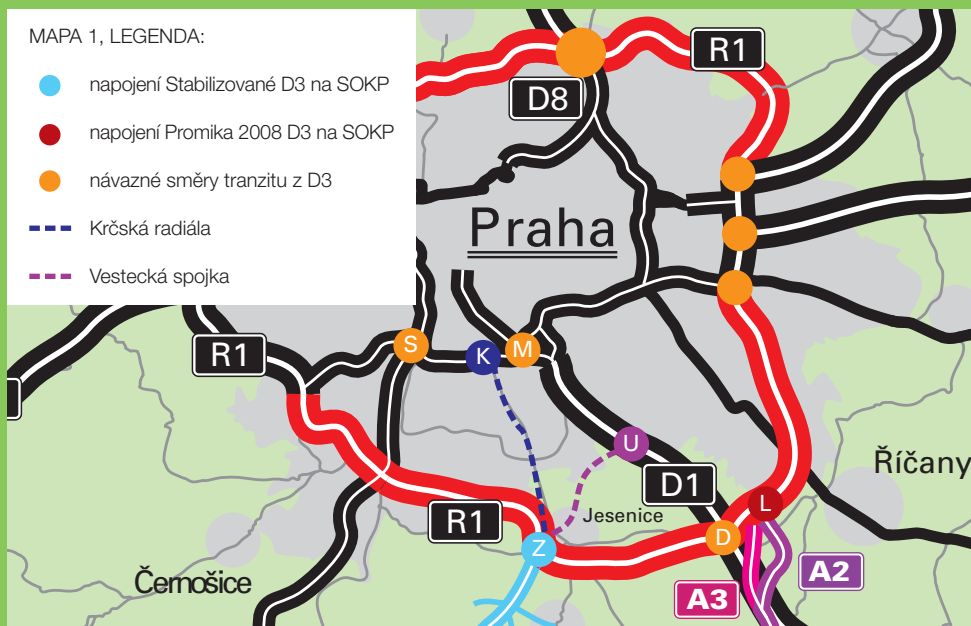 MAPA 1, LEGENDA:
napojení Stabilizované D3 na SOKP
napojení Promika 2008 D3 na SOKP
návazné směry tranzitu z D3
Krčská radiála
Vestecká spojka
R1
D8
Praha
R1
S
K
M
U
Říčany
D1
L
R1
Jesenice
D
Z
A2
Černošice
A3